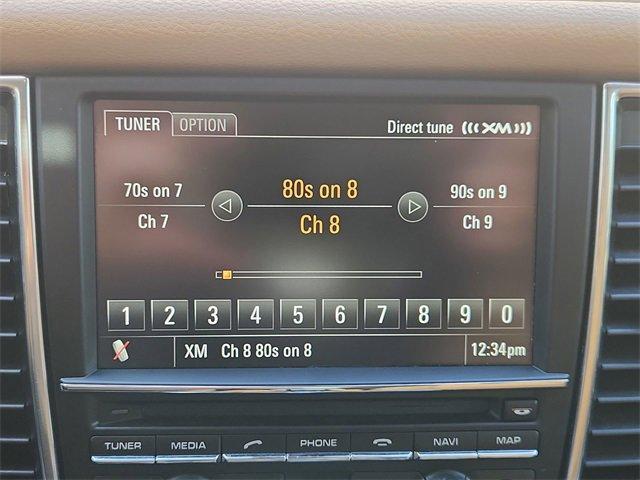 TUNER OPTION Direct tune (((XM)))
70s on 7 80s on 8 90s on 9
Ch 7 Ch 8 Ch 9
1 2 3 4 5 6 7 8 9 0
XM Ch 8 80s on 8 12:34pm
TUNER MEDIA PHONE NAVI MAP